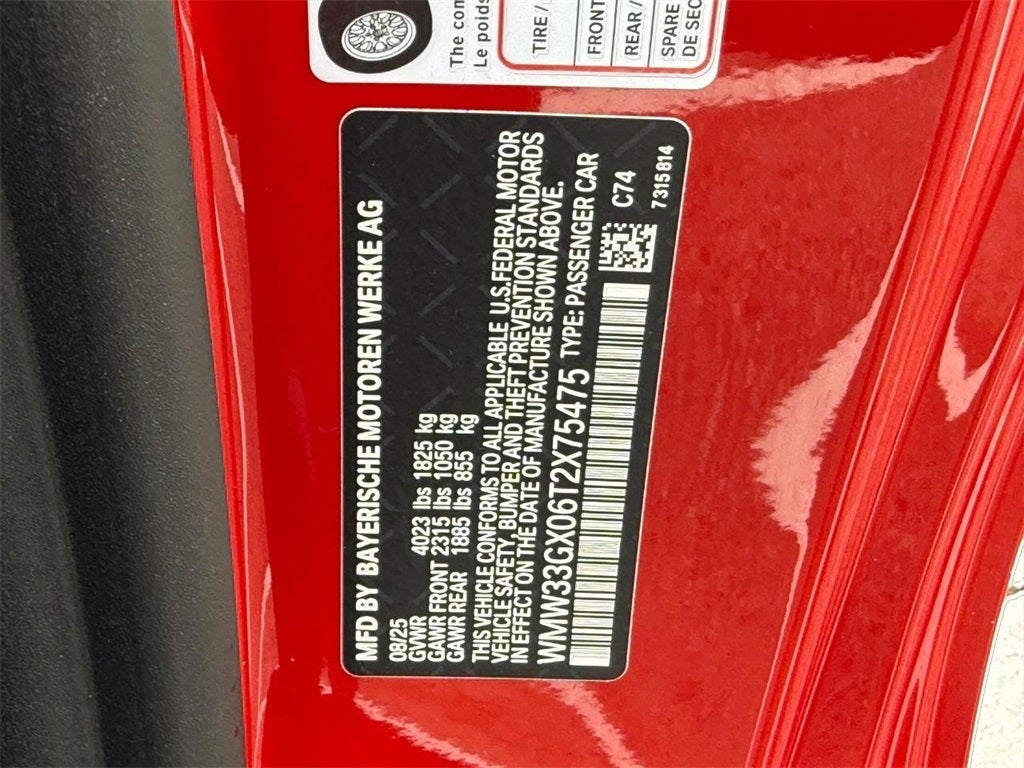 The com
Le poids
TIRE /
FRONT
REAR /
SPARE
DE SEC
MFD BY BAYERISCHE MOTOREN WERKE AG
08/25
GVWR 4023 lbs 1825 kg
GAWR FRONT 2315 lbs 1050 kg
GAWR REAR 1885 lbs 855 kg
THIS VEHICLE CONFORMS TO ALL APPLICABLE U.S. FEDERAL MOTOR
VEHICLE SAFETY, BUMPER AND THEFT PREVENTION STANDARDS
IN EFFECT ON THE DATE OF MANUFACTURE SHOWN ABOVE.
WMW33GX06T2X75475 TYPE: PASSENGER CAR
C74
7315814